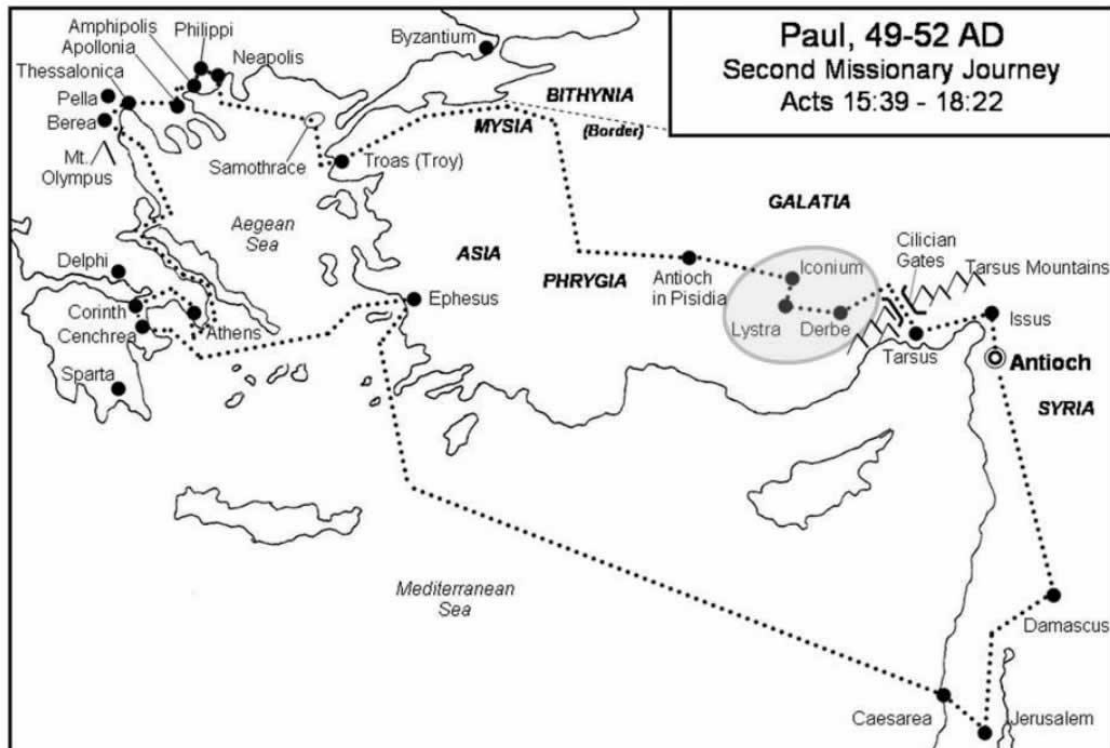 Paul, 49-52 AD
Second Missionary Journey
Acts 15:39 - 18:22
Amphipolis
Philippi
Apollonia
Neapolis
Byzantium
Thessalonica
Pella
Berea
BITHYNIA
MYSIA
(Border)
Mt.
Olympus
Samothrace
Troas (Troy)
Aegean
Sea
GALATIA
ASIA
Cilician
Gates
Tarsus Mountains
Delphi
PHRYGIA
Antioch
in Pisidia
Iconium
Ephesus
Corinth
Cenchrea
Athens
Lystra
Derbe
Issus
Tarsus
Antioch
Sparta
SYRIA
Mediterranean
Sea
Damascus
Caesarea
Jerusalem